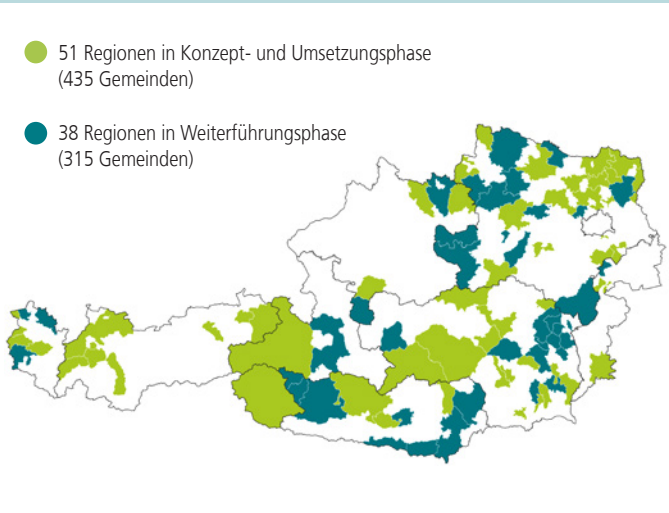 51 Regionen in Konzept- und Umsetzungsphase
(435 Gemeinden)
38 Regionen in Weiterführungsphase
(315 Gemeinden)